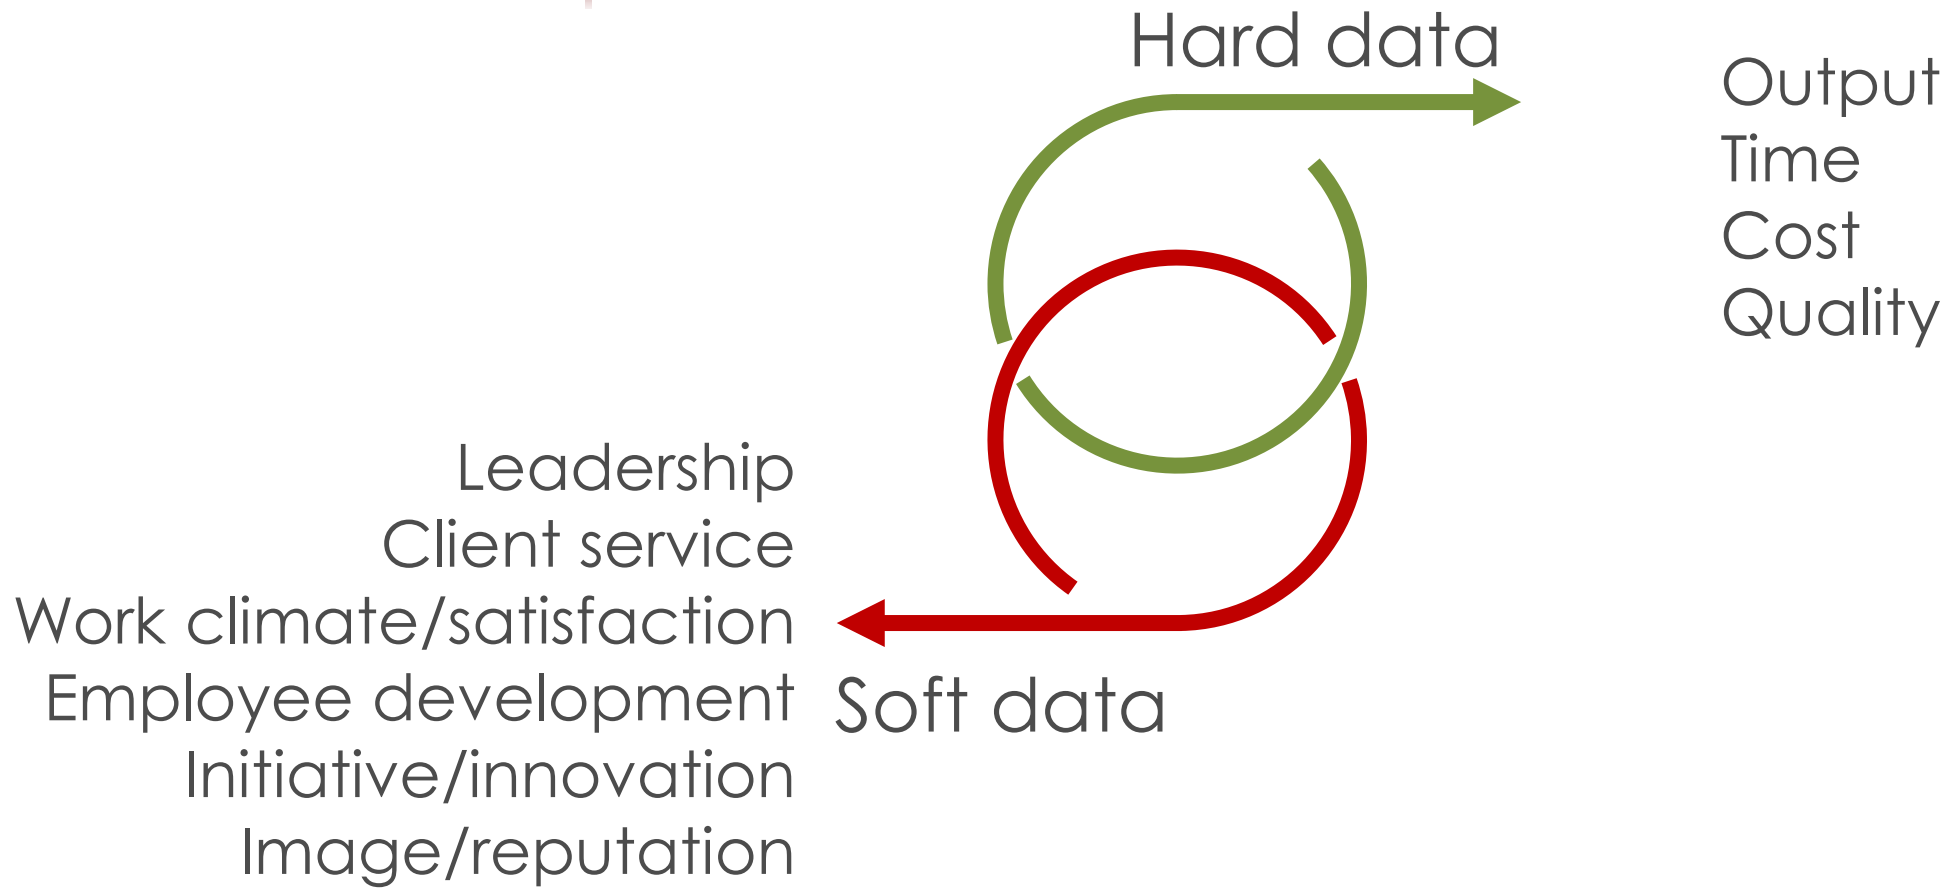 Hard data
Output
Time
Cost
Quality
Leadership
Client service
Work climate/satisfaction
Employee development
Initiative/innovation
Image/reputation
Soft data